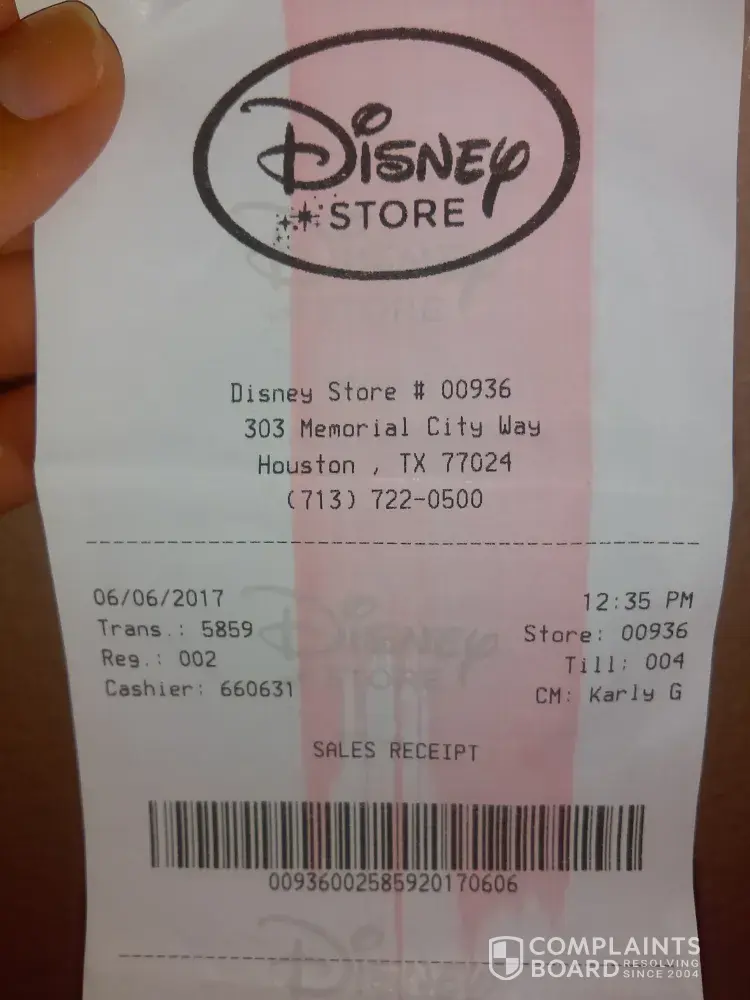 Disney
STORE
Disney Store # 00936
303 Memorial City Way
Houston , TX 77024
(713) 722-0500
06/06/2017 12:35 PM
Trans.: 5859 Store: 00936
Reg.: 002 Till: 004
Cashier: 660631 CM: Karly G
SALES RECEIPT
00936002585920170606
COMPLAINTS
BOARD RESOLVING
SINCE 2004